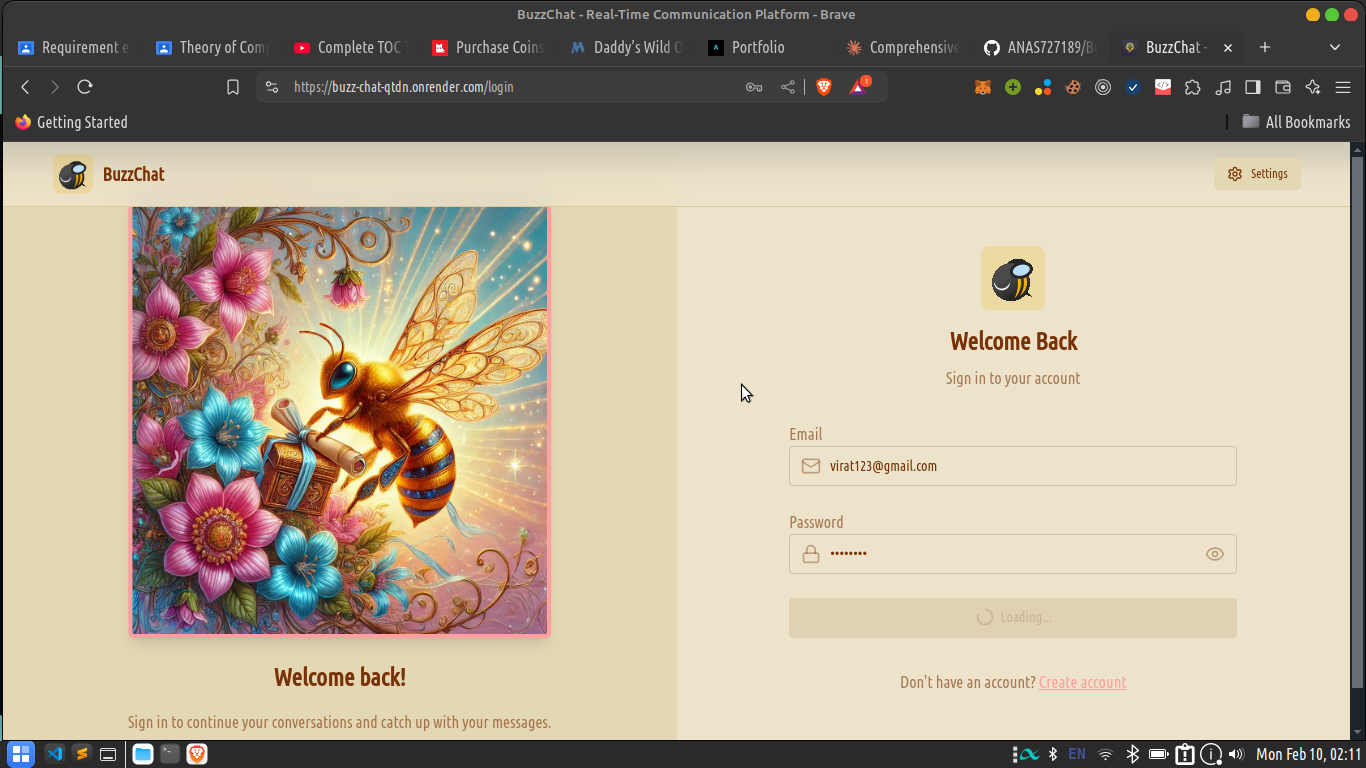 BuzzChat - Real-Time Communication Platform - Brave
Requirement e
Theory of Comp
Complete TOC
Purchase Coins
Daddy's Wild O
Portfolio
Comprehensive
ANAS727189/B
BuzzChat -
https://buzz-chat-qtdn.onrender.com/login
Getting Started
All Bookmarks
BuzzChat
Settings
Welcome Back
Sign in to your account
Email
virat123@gmail.com
Password
••••••••
Loading...
Don't have an account? Create account
Welcome back!
Sign in to continue your conversations and catch up with your messages.
EN
Mon Feb 10, 02:11